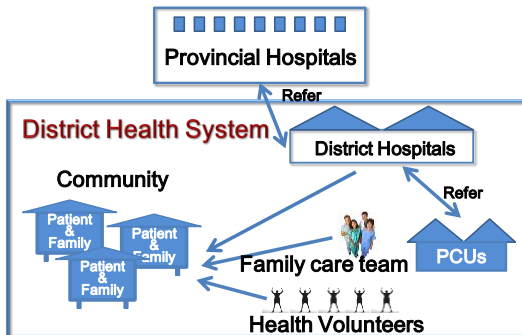 Provincial Hospitals
Refer
District Health System
District Hospitals
Community
Refer
Patient
& Family
Patient
& Family
Patient
& Family
PCUs
Family care team
Health Volunteers